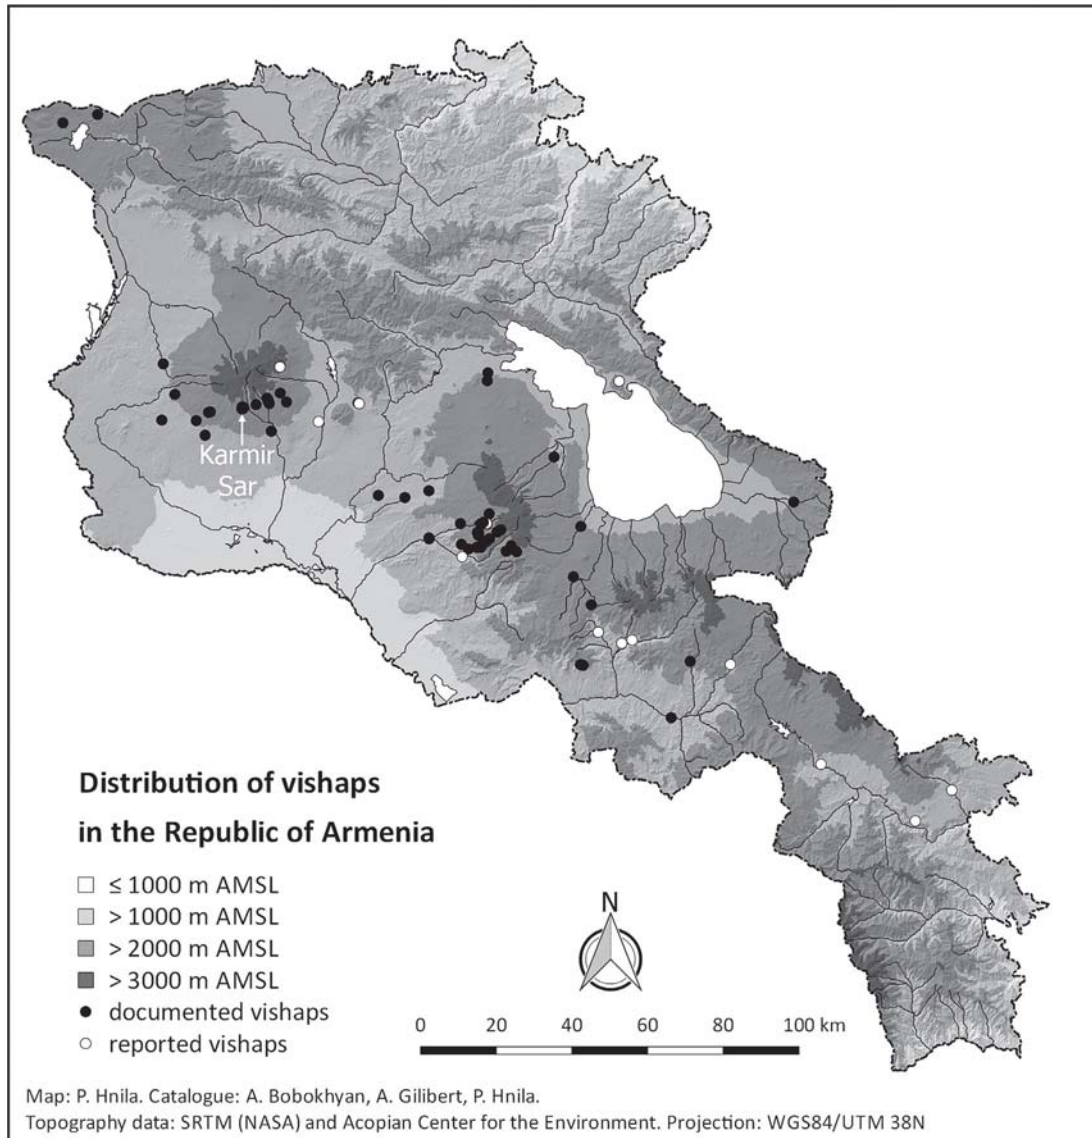 Karmir
Sar
Distribution of vishaps
in the Republic of Armenia
≤ 1000 m AMSL
> 1000 m AMSL
> 2000 m AMSL
> 3000 m AMSL
documented vishaps
reported vishaps
N
0 20 40 60 80 100 km
Map: P. Hnila. Catalogue: A. Bobokhyan, A. Gilibert, P. Hnila.
Topography data: SRTM (NASA) and Acopian Center for the Environment. Projection: WGS84/UTM 38N